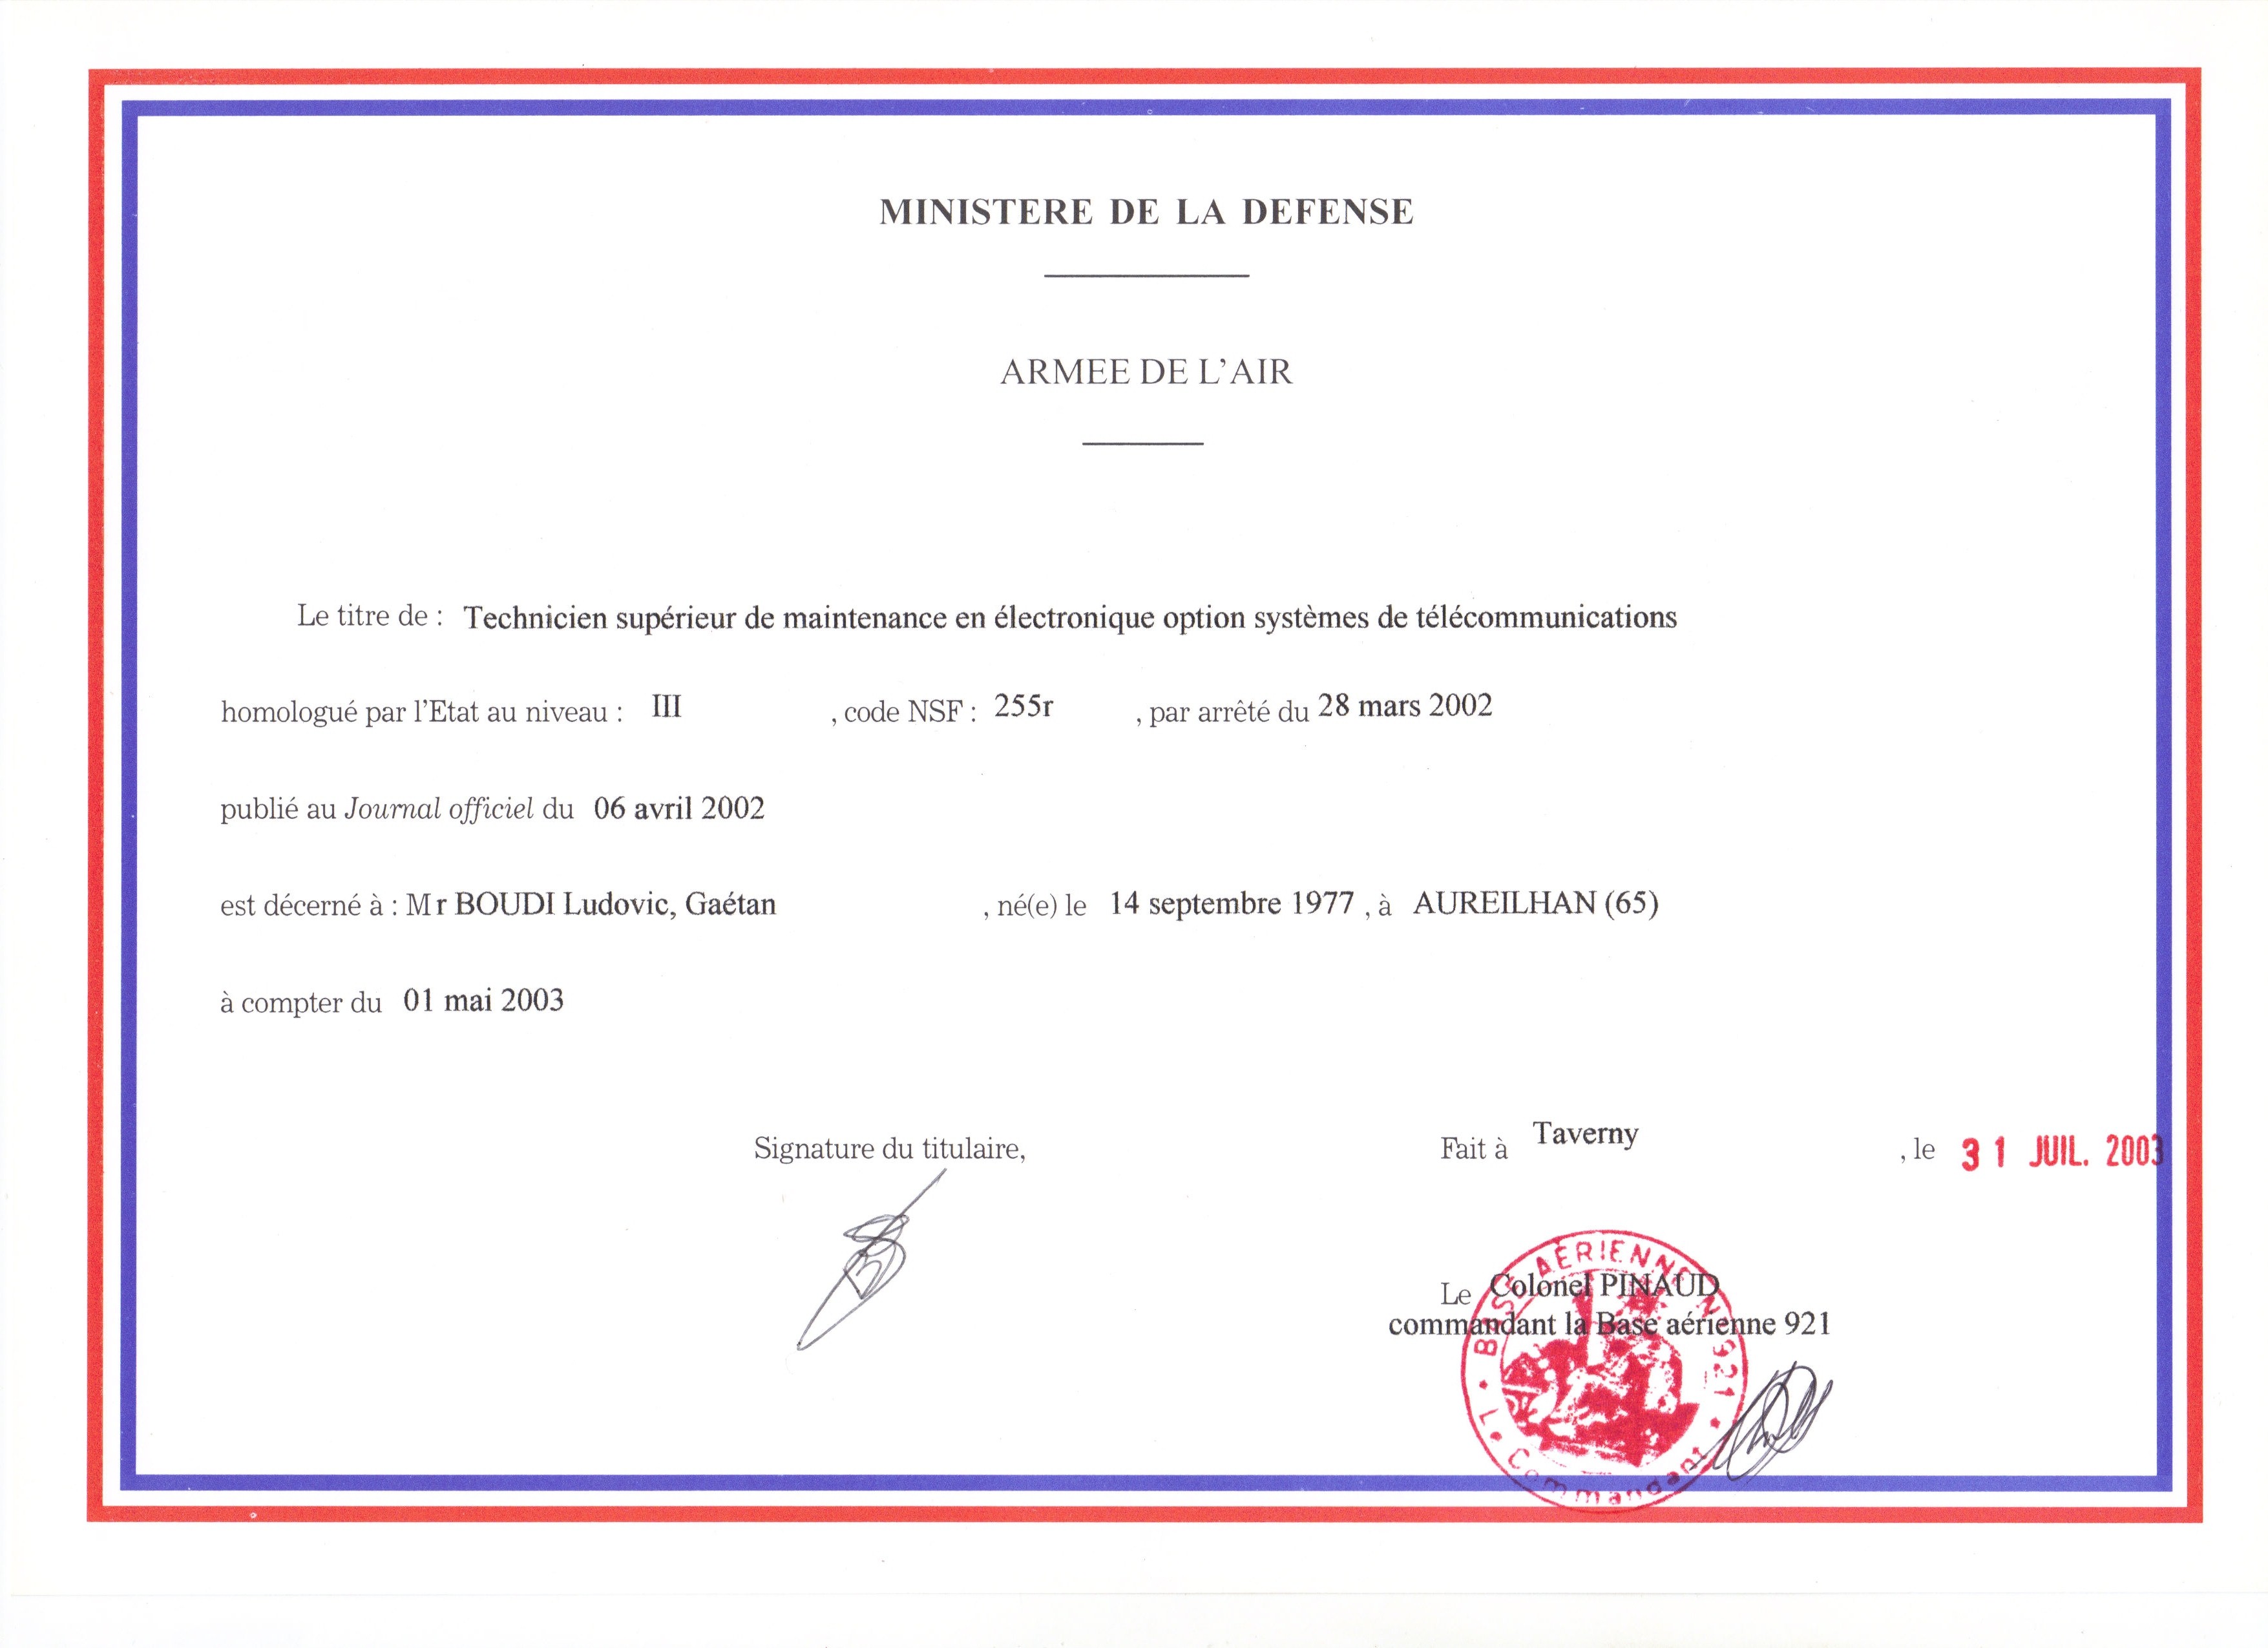 MINISTERE DE LA DEFENSE
ARMEE DE L'AIR
Le titre de : Technicien supérieur de maintenance en électronique option systèmes de télécommunications
homologué par l'Etat au niveau : III , code NSF : 255r , par arrêté du 28 mars 2002
publié au Journal officiel du 06 avril 2002
est décerné à : Mr BOUDI Ludovic, Gaétan , né(e) le 14 septembre 1977 , à AUREILHAN (65)
à compter du 01 mai 2003
Signature du titulaire,
Fait à Taverny , le 31 JUIL. 2003
Le Colonel PINAUD
commandant la Base aérienne 921
BASE AÉRIENNE N° 921
L. Commandant